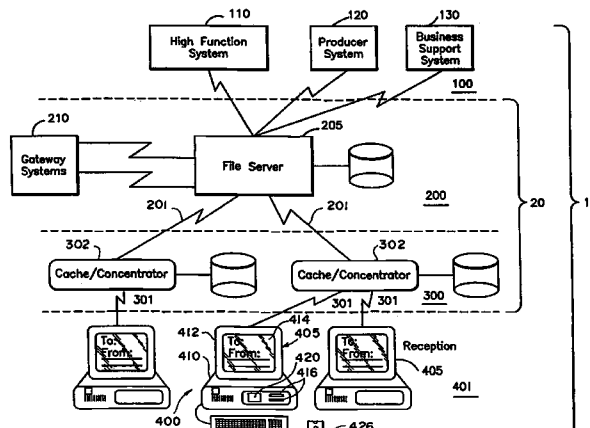 110
120
130
High Function
System
Producer
System
Business
Support
System
100
210
205
Gateway
Systems
File Server
20
1
201
201
200
302
302
Cache/Concentrator
Cache/Concentrator
301
301
301
300
412
414
405
To:
From:
To:
From:
To:
From:
Reception
410
420
416
405
401
400
426